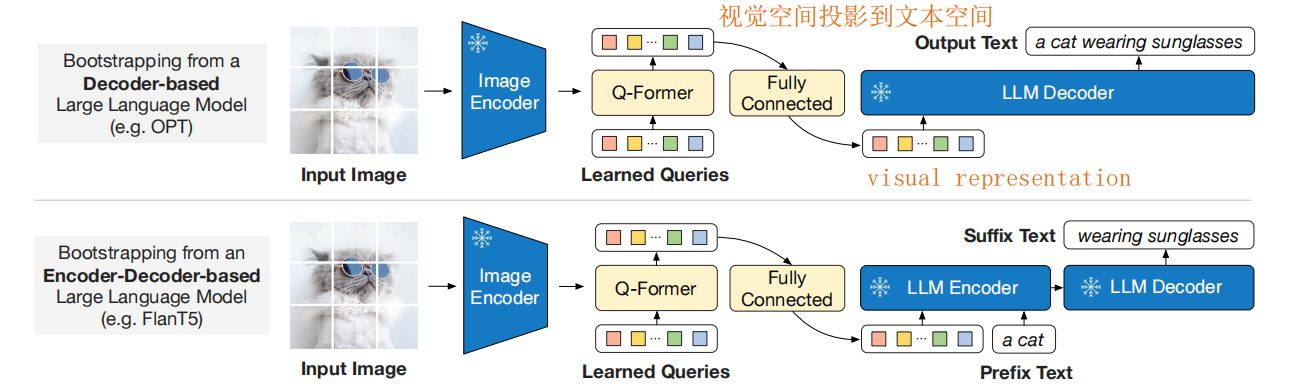 视觉空间投影到文本空间
Bootstrapping from a
Decoder-based
Large Language Model
(e.g. OPT)
Input Image
Image
Encoder
Q-Former
Learned Queries
Fully
Connected
Output Text
a cat wearing sunglasses
LLM Decoder
visual representation
Bootstrapping from an
Encoder-Decoder-based
Large Language Model
(e.g. FlanT5)
Input Image
Image
Encoder
Q-Former
Learned Queries
Fully
Connected
Suffix Text
wearing sunglasses
LLM Encoder
LLM Decoder
a cat
Prefix Text